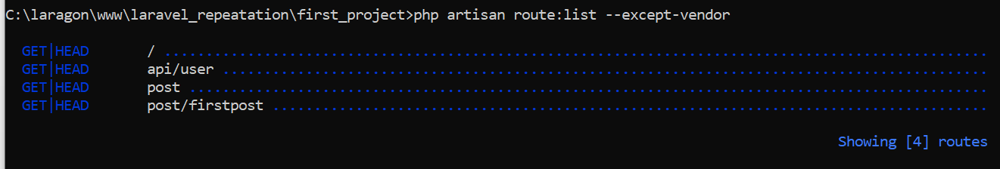 C:\laragon\www\laravel_repeatation\first_project>php artisan route:list --except-vendor
GET|HEAD / ....................................................................................................
GET|HEAD api/user ............................................................................................
GET|HEAD post ................................................................................................
GET|HEAD post/firstpost ......................................................................................
Showing [4] routes